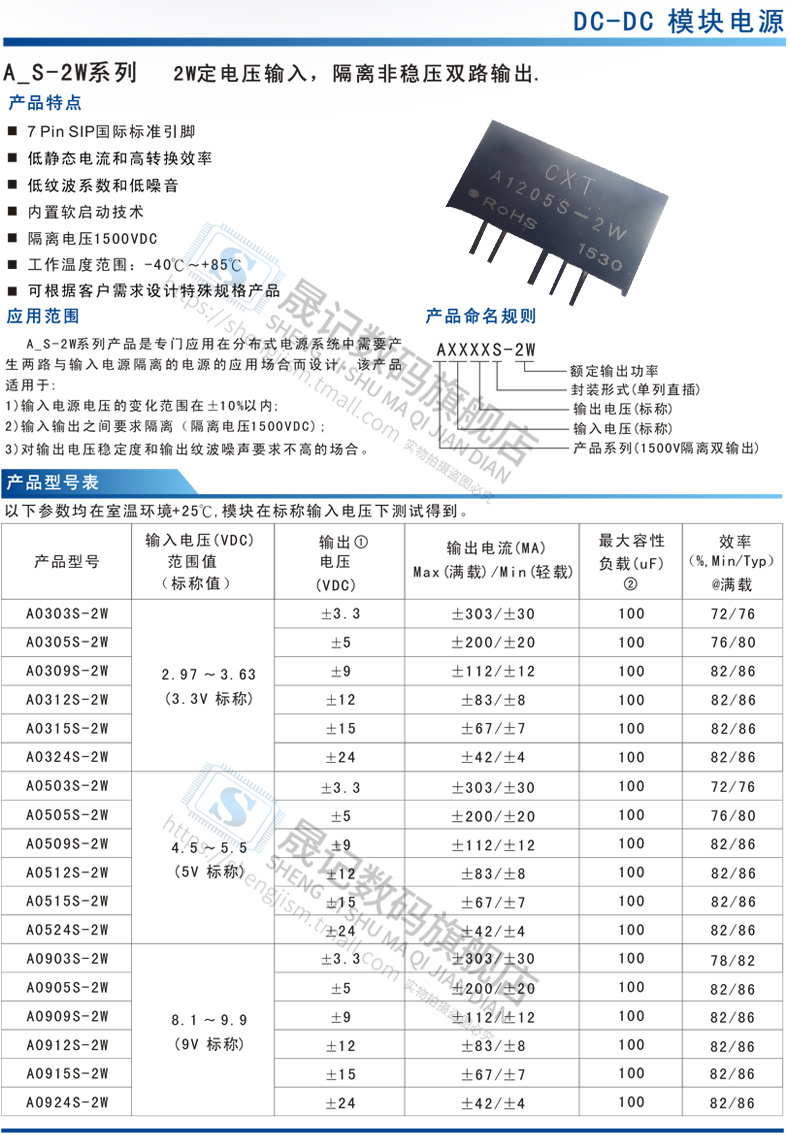 DC-DC 模块电源
A_S-2W系列 2W定电压输入，隔离非稳压双路输出.
产品特点
■ 7 Pin SIP国际标准引脚
■ 低静态电流和高转换效率
■ 低纹波系数和低噪音
■ 内置软启动技术
■ 隔离电压1500VDC
■ 工作温度范围：-40℃～+85℃
■ 可根据客户需求设计特殊规格产品
CXT
A1205S-2W
RoHS
1530
应用范围
A_S-2W系列产品是专门应用在分布式电源系统中需要产
生两路与输入电源隔离的电源的应用场合而设计。该产品
适用于:
1)输入电源电压的变化范围在±10%以内;
2)输入输出之间要求隔离（隔离电压1500VDC);
3)对输出电压稳定度和输出纹波噪声要求不高的场合。
产品命名规则
AXXXXS-2W
额定输出功率
封装形式(单列直插)
输出电压(标称)
输入电压(标称)
产品系列(1500V隔离双输出)
晟记数码旗舰店
SHENG JI SHU MA QI JIAN DIAN
https://shengjism.tmall.com 实物拍摄盗图必究
产品型号表
以下参数均在室温环境+25℃,模块在标称输入电压下测试得到。
产品型号 输入电压(VDC) 范围值 （标称值） 输出① 电压 (VDC) 输出电流(MA) Max(满载)/Min(轻载) 最大容性 负载(uF) ② 效率 (%,Min/Typ) @满载
A0303S-2W 2.97～3.63 (3.3V 标称) ±3.3 ±303/±30 100 72/76
A0305S-2W ±5 ±200/±20 100 76/80
A0309S-2W ±9 ±112/±12 100 82/86
A0312S-2W ±12 ±83/±8 100 82/86
A0315S-2W ±15 ±67/±7 100 82/86
A0324S-2W ±24 ±42/±4 100 82/86
A0503S-2W 4.5～5.5 (5V 标称) ±3.3 ±303/±30 100 72/76
A0505S-2W ±5 ±200/±20 100 76/80
A0509S-2W ±9 ±112/±12 100 82/86
A0512S-2W ±12 ±83/±8 100 82/86
A0515S-2W ±15 ±67/±7 100 82/86
A0524S-2W ±24 ±42/±4 100 82/86
A0903S-2W 8.1～9.9 (9V 标称) ±3.3 ±303/±30 100 78/82
A0905S-2W ±5 ±200/±20 100 82/86
A0909S-2W ±9 ±112/±12 100 82/86
A0912S-2W ±12 ±83/±8 100 82/86
A0915S-2W ±15 ±67/±7 100 82/86
A0924S-2W ±24 ±42/±4 100 82/86
晟记数码旗舰店
SHENG JI SHU MA QI JIAN DIAN
https://shengjism.tmall.com 实物拍摄盗图必究